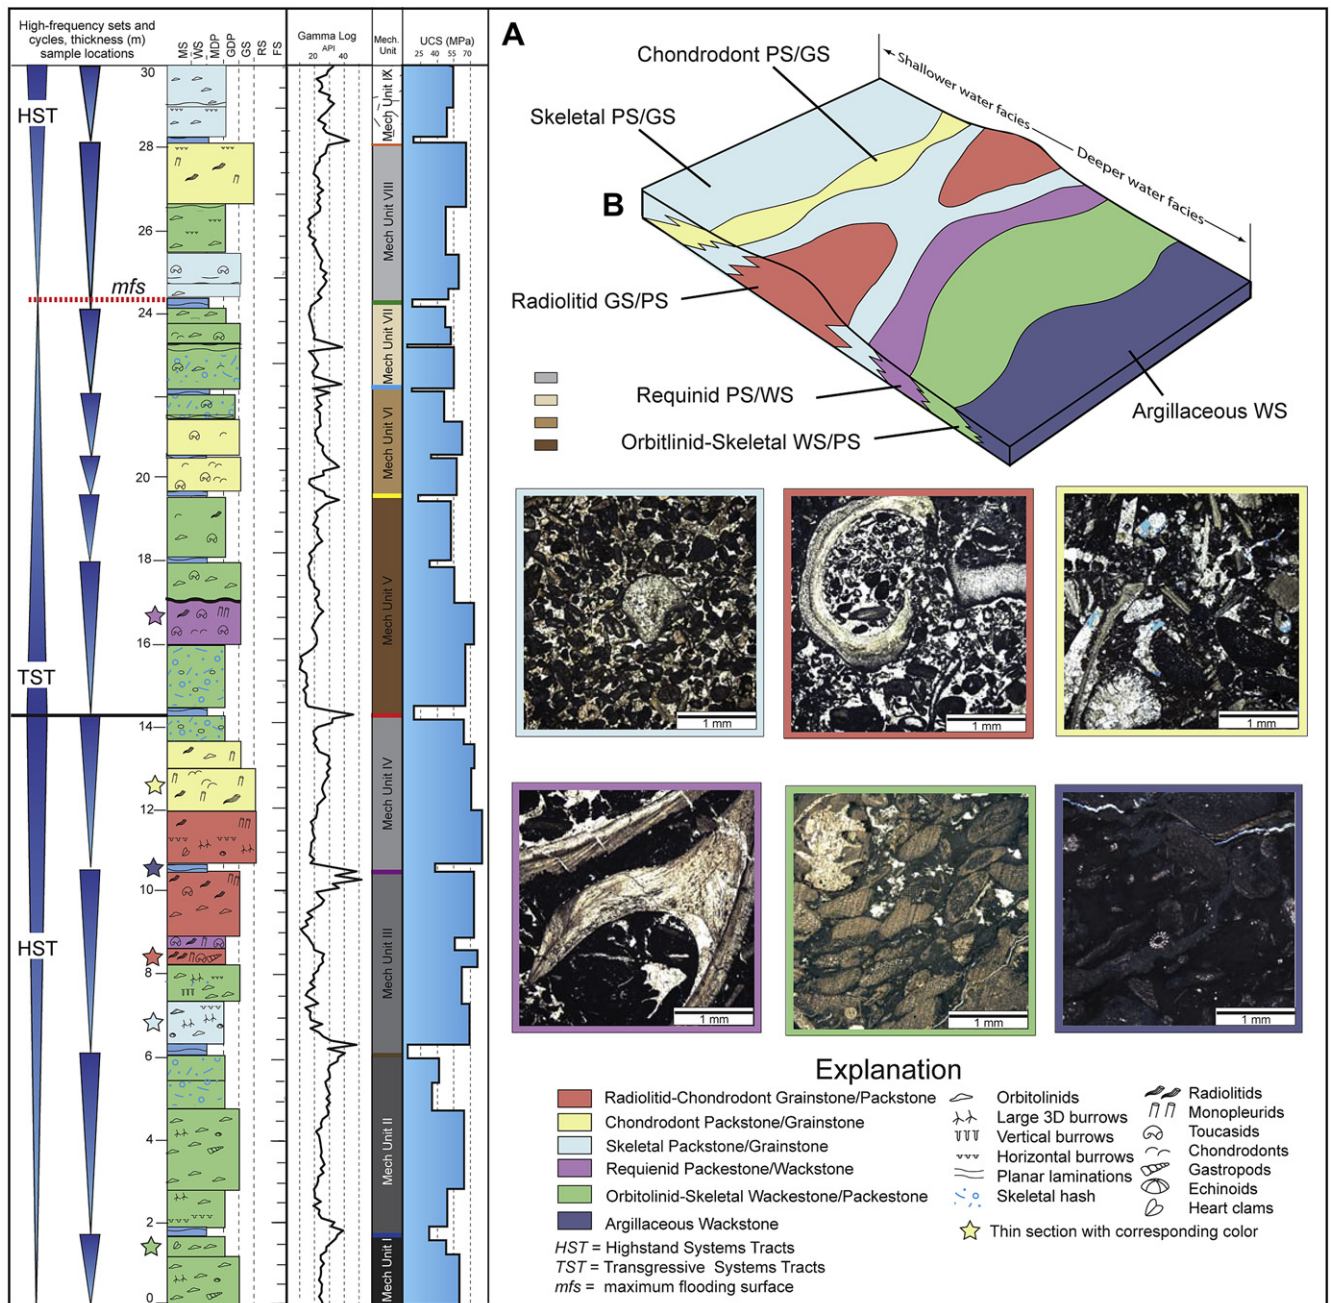 High-frequency sets and
cycles, thickness (m)
sample locations
MS
WS
MDP
GDP
GS
RS
FS
Gamma Log
API
20 40
Mech.
Unit
UCS (MPa)
25 40 55 70
30
28
26
24
20
18
16
14
12
10
8
6
4
2
0
HST
mfs
TST
HST
Mech Unit IX
Mech Unit VIII
Mech Unit VII
Mech Unit VI
Mech Unit V
Mech Unit IV
Mech Unit III
Mech Unit II
Mech Unit I
A
B
Chondrodont PS/GS
Skeletal PS/GS
Radiolitid GS/PS
Requinid PS/WS
Orbitlinid-Skeletal WS/PS
Argillaceous WS
Shallower water facies
Deeper water facies
1 mm
1 mm
1 mm
1 mm
1 mm
1 mm
Explanation
Radiolitid-Chondrodont Grainstone/Packstone
Chondrodont Packstone/Grainstone
Skeletal Packstone/Grainstone
Requienid Packestone/Wackstone
Orbitolinid-Skeletal Wackestone/Packestone
Argillaceous Wackstone
HST = Highstand Systems Tracts
TST = Transgressive Systems Tracts
mfs = maximum flooding surface
Orbitolinids
Large 3D burrows
Vertical burrows
Horizontal burrows
Planar laminations
Skeletal hash
Radiolitids
Monopleurids
Toucasids
Chondrodonts
Gastropods
Echinoids
Heart clams
Thin section with corresponding color